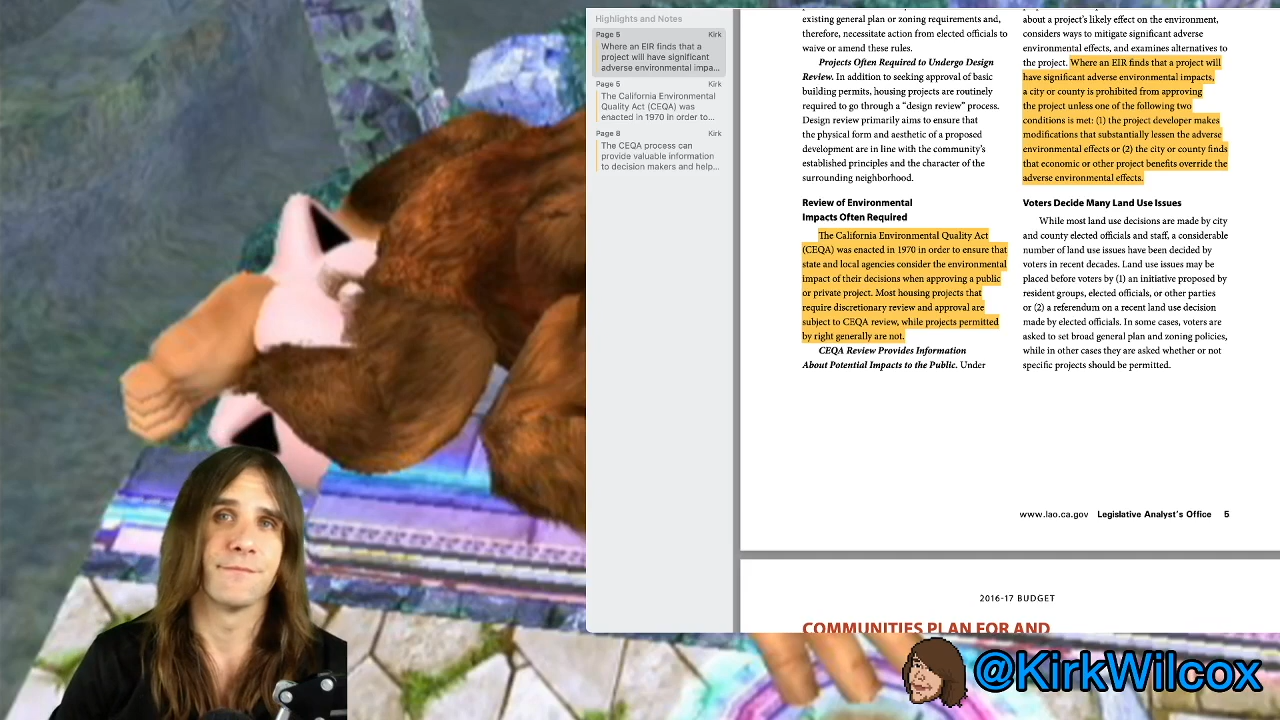 Highlights and Notes
Page 5 Kirk
Where an EIR finds that a
project will have significant
adverse environmental impa...
Page 5 Kirk
The California Environmental
Quality Act (CEQA) was
enacted in 1970 in order to...
Page 8 Kirk
The CEQA process can
provide valuable information
to decision makers and help...
existing general plan or zoning requirements and,
therefore, necessitate action from elected officials to
waive or amend these rules.
Projects Often Required to Undergo Design
Review. In addition to seeking approval of basic
building permits, housing projects are routinely
required to go through a “design review” process.
Design review primarily aims to ensure that
the physical form and aesthetic of a proposed
development are in line with the community’s
established principles and the character of the
surrounding neighborhood.
Review of Environmental
Impacts Often Required
The California Environmental Quality Act
(CEQA) was enacted in 1970 in order to ensure that
state and local agencies consider the environmental
impact of their decisions when approving a public
or private project. Most housing projects that
require discretionary review and approval are
subject to CEQA review, while projects permitted
by right generally are not.
CEQA Review Provides Information
About Potential Impacts to the Public. Under
about a project’s likely effect on the environment,
considers ways to mitigate significant adverse
environmental effects, and examines alternatives to
the project. Where an EIR finds that a project will
have significant adverse environmental impacts,
a city or county is prohibited from approving
the project unless one of the following two
conditions is met: (1) the project developer makes
modifications that substantially lessen the adverse
environmental effects or (2) the city or county finds
that economic or other project benefits override the
adverse environmental effects.
Voters Decide Many Land Use Issues
While most land use decisions are made by city
and county elected officials and staff, a considerable
number of land use issues have been decided by
voters in recent decades. Land use issues may be
placed before voters by (1) an initiative proposed by
resident groups, elected officials, or other parties
or (2) a referendum on a recent land use decision
made by elected officials. In some cases, voters are
asked to set broad general plan and zoning policies,
while in other cases they are asked whether or not
specific projects should be permitted.
www.lao.ca.gov Legislative Analyst’s Office 5
2016-17 BUDGET
COMMUNITIES PLAN FOR AND
@KirkWilcox